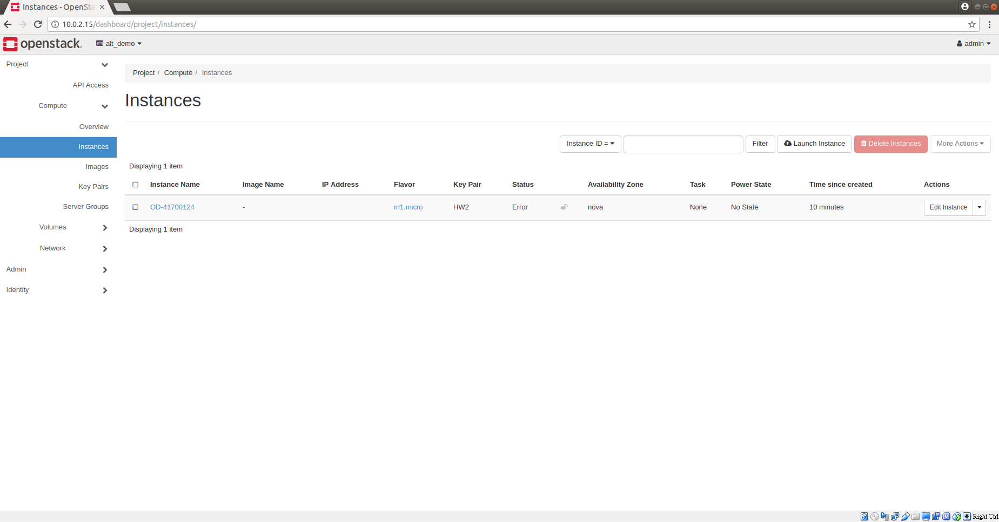 Instances - OpenSta
10.0.2.15/dashboard/project/instances/
openstack. alt_demo admin
Project
API Access
Compute
Overview
Instances
Images
Key Pairs
Server Groups
Volumes
Network
Admin
Identity
Project / Compute / Instances
Instances
Instance ID = Filter Launch Instance Delete Instances More Actions
Displaying 1 item
Instance Name Image Name IP Address Flavor Key Pair Status Availability Zone Task Power State Time since created Actions
OD-41700124 - m1.micro HW2 Error nova None No State 10 minutes Edit Instance
Displaying 1 item
Right Ctrl